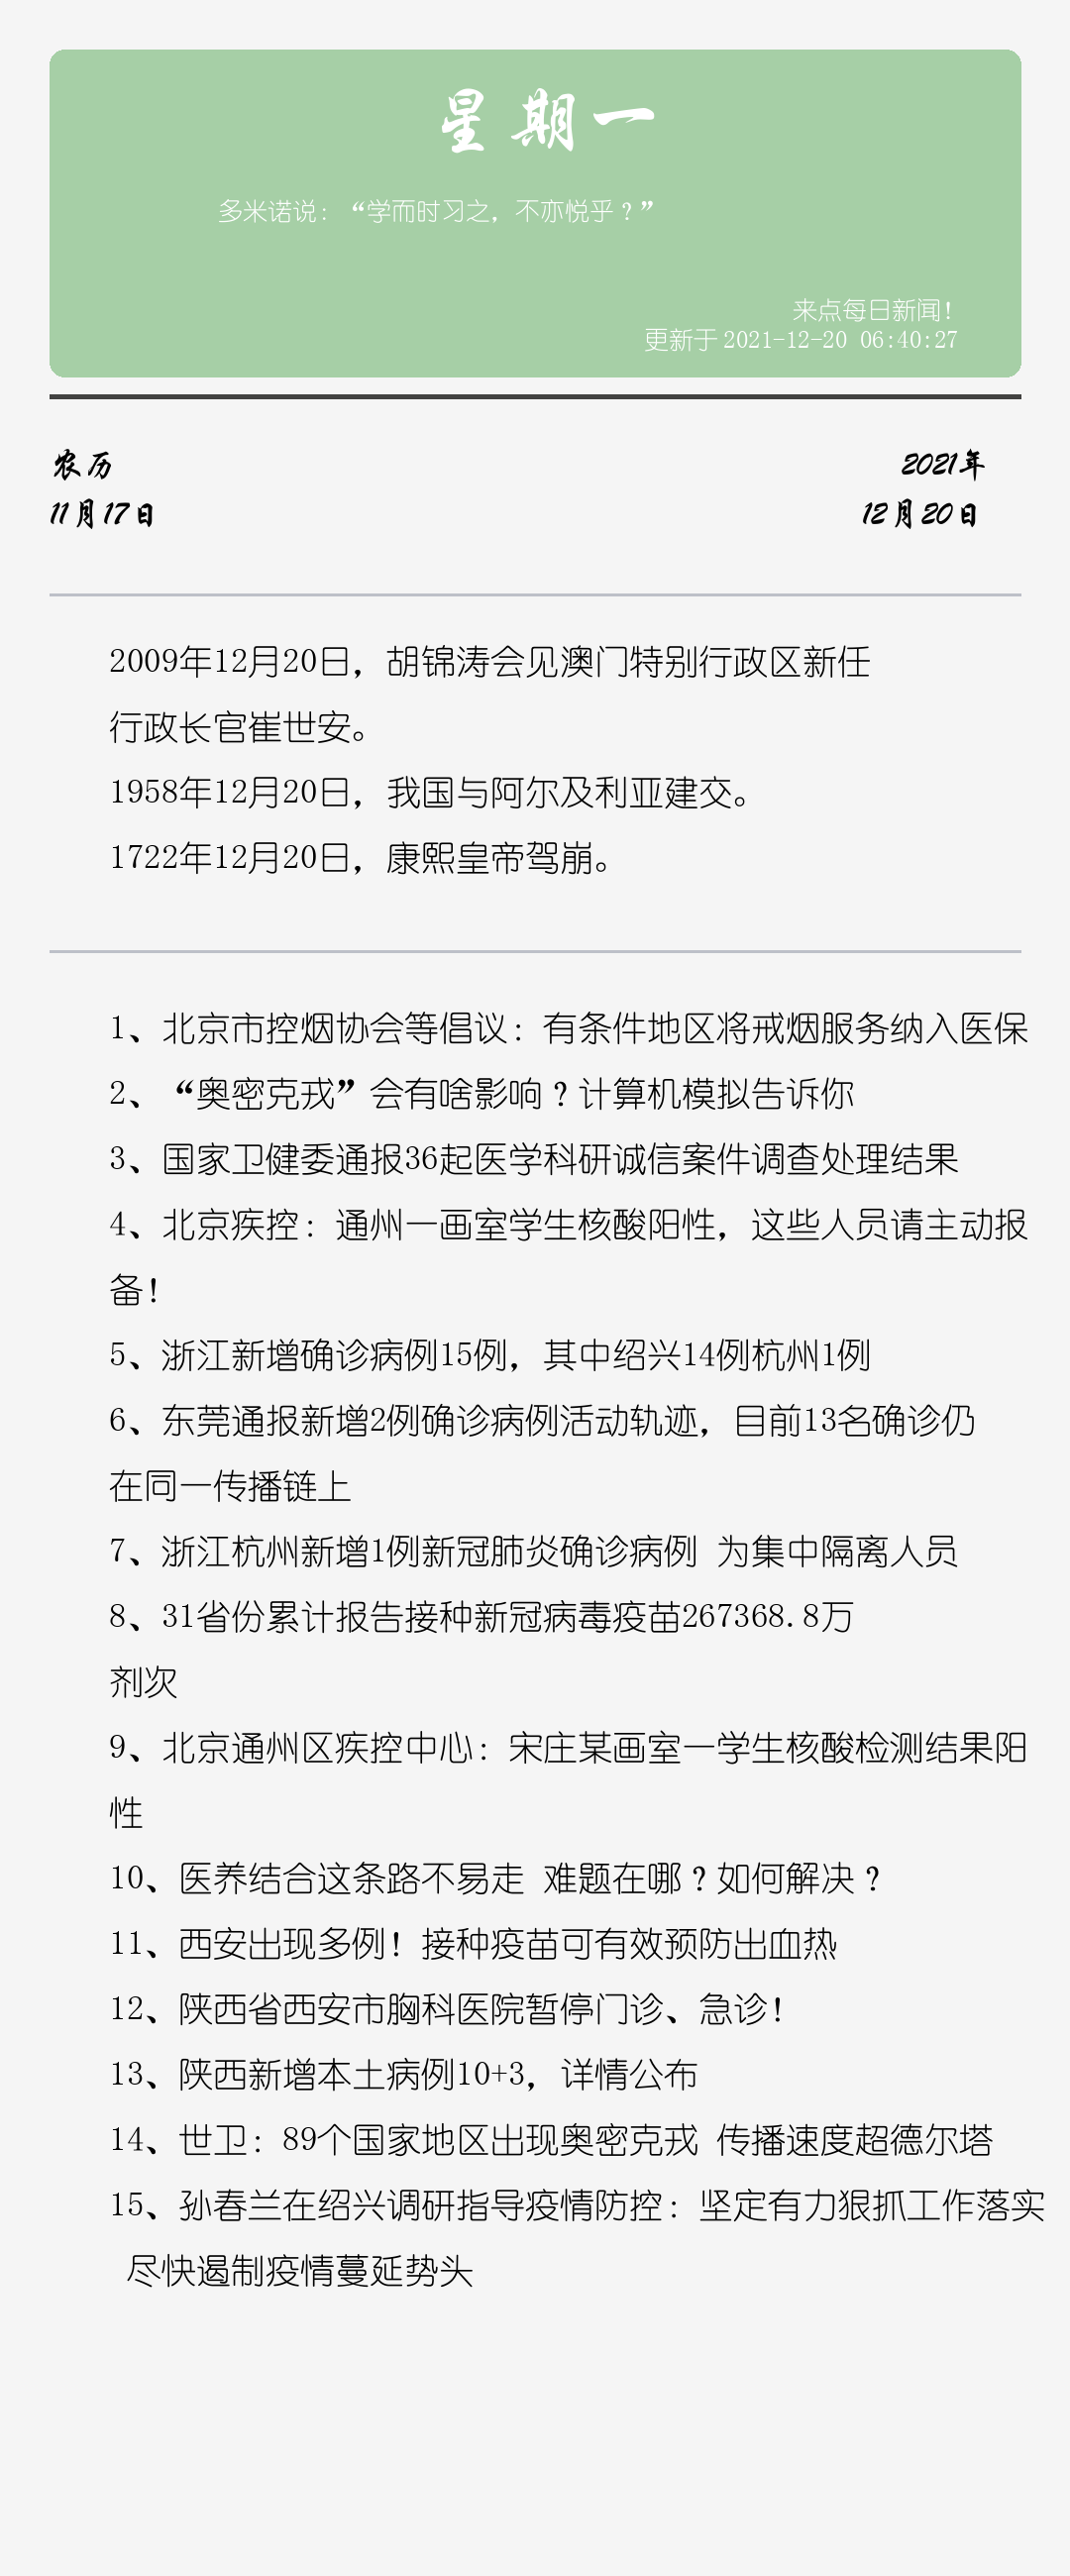 星期一
多米诺说：“学而时习之，不亦悦乎？”
来点每日新闻！
更新于2021-12-20 06:40:27
农历
2021年
11月17日
12月20日
2009年12月20日，胡锦涛会见澳门特别行政区新任
行政长官崔世安。
1958年12月20日，我国与阿尔及利亚建交。
1722年12月20日，康熙皇帝驾崩。
1、北京市控烟协会等倡议：有条件地区将戒烟服务纳入医保
2、“奥密克戎”会有啥影响？计算机模拟告诉你
3、国家卫健委通报36起医学科研诚信案件调查处理结果
4、北京疾控：通州一画室学生核酸阳性，这些人员请主动报
备！
5、浙江新增确诊病例15例，其中绍兴14例杭州1例
6、东莞通报新增2例确诊病例活动轨迹，目前13名确诊仍
在同一传播链上
7、浙江杭州新增1例新冠肺炎确诊病例 为集中隔离人员
8、31省份累计报告接种新冠病毒疫苗267368.8万
剂次
9、北京通州区疾控中心：宋庄某画室一学生核酸检测结果阳
性
10、医养结合这条路不易走 难题在哪？如何解决？
11、西安出现多例！接种疫苗可有效预防出血热
12、陕西省西安市胸科医院暂停门诊、急诊！
13、陕西新增本土病例10+3，详情公布
14、世卫：89个国家地区出现奥密克戎 传播速度超德尔塔
15、孙春兰在绍兴调研指导疫情防控：坚定有力狠抓工作落实
尽快遏制疫情蔓延势头